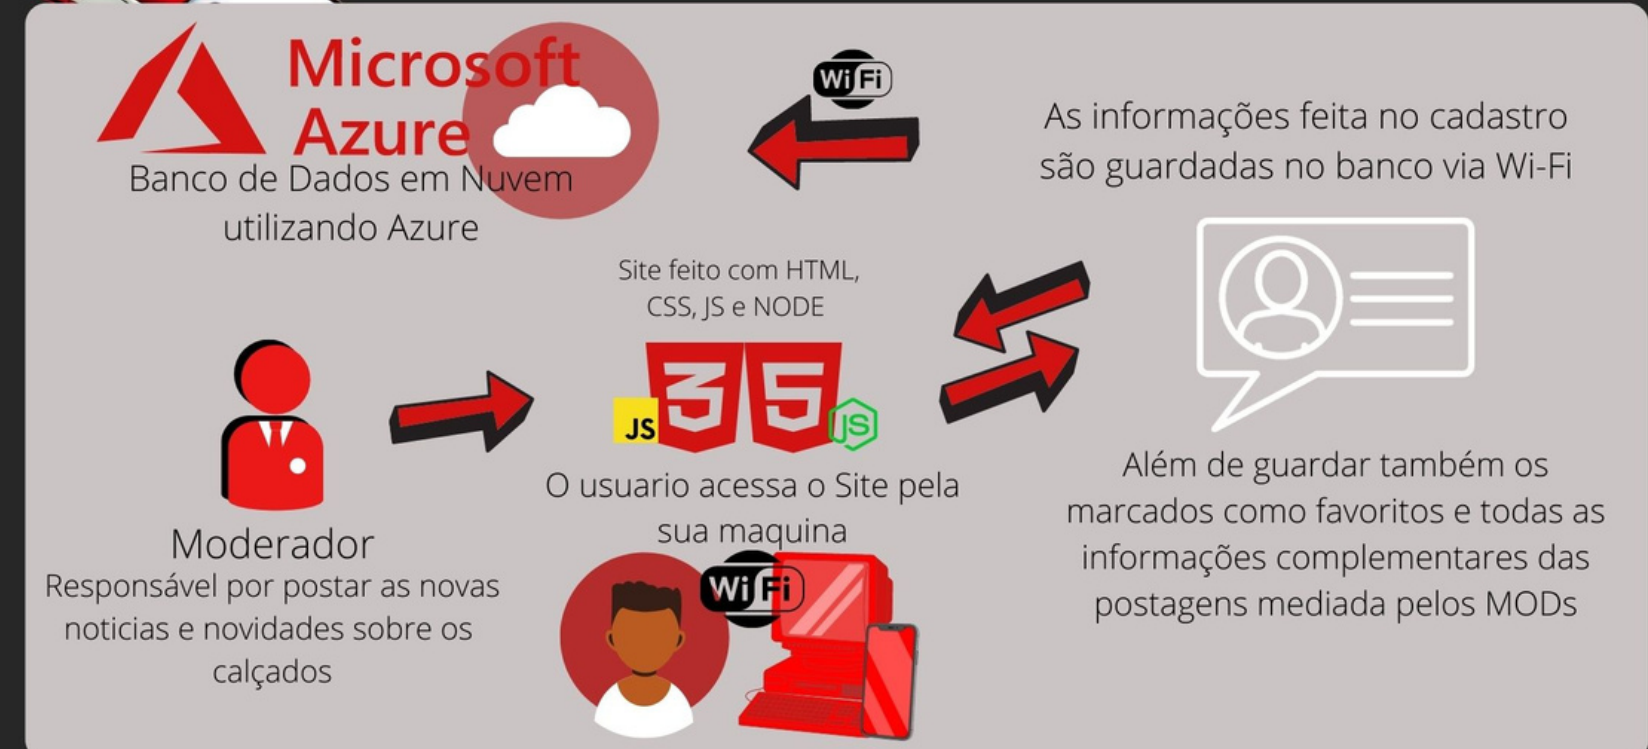 Microsoft
Azure
Banco de Dados em Nuvem
utilizando Azure
WiFi
As informações feita no cadastro
são guardadas no banco via Wi-Fi
Site feito com HTML,
CSS, JS e NODE
JS
3
5
JS
O usuario acessa o Site pela
sua maquina
WiFi
Moderador
Responsável por postar as novas
noticias e novidades sobre os
calçados
Além de guardar também os
marcados como favoritos e todas as
informações complementares das
postagens mediada pelos MODs